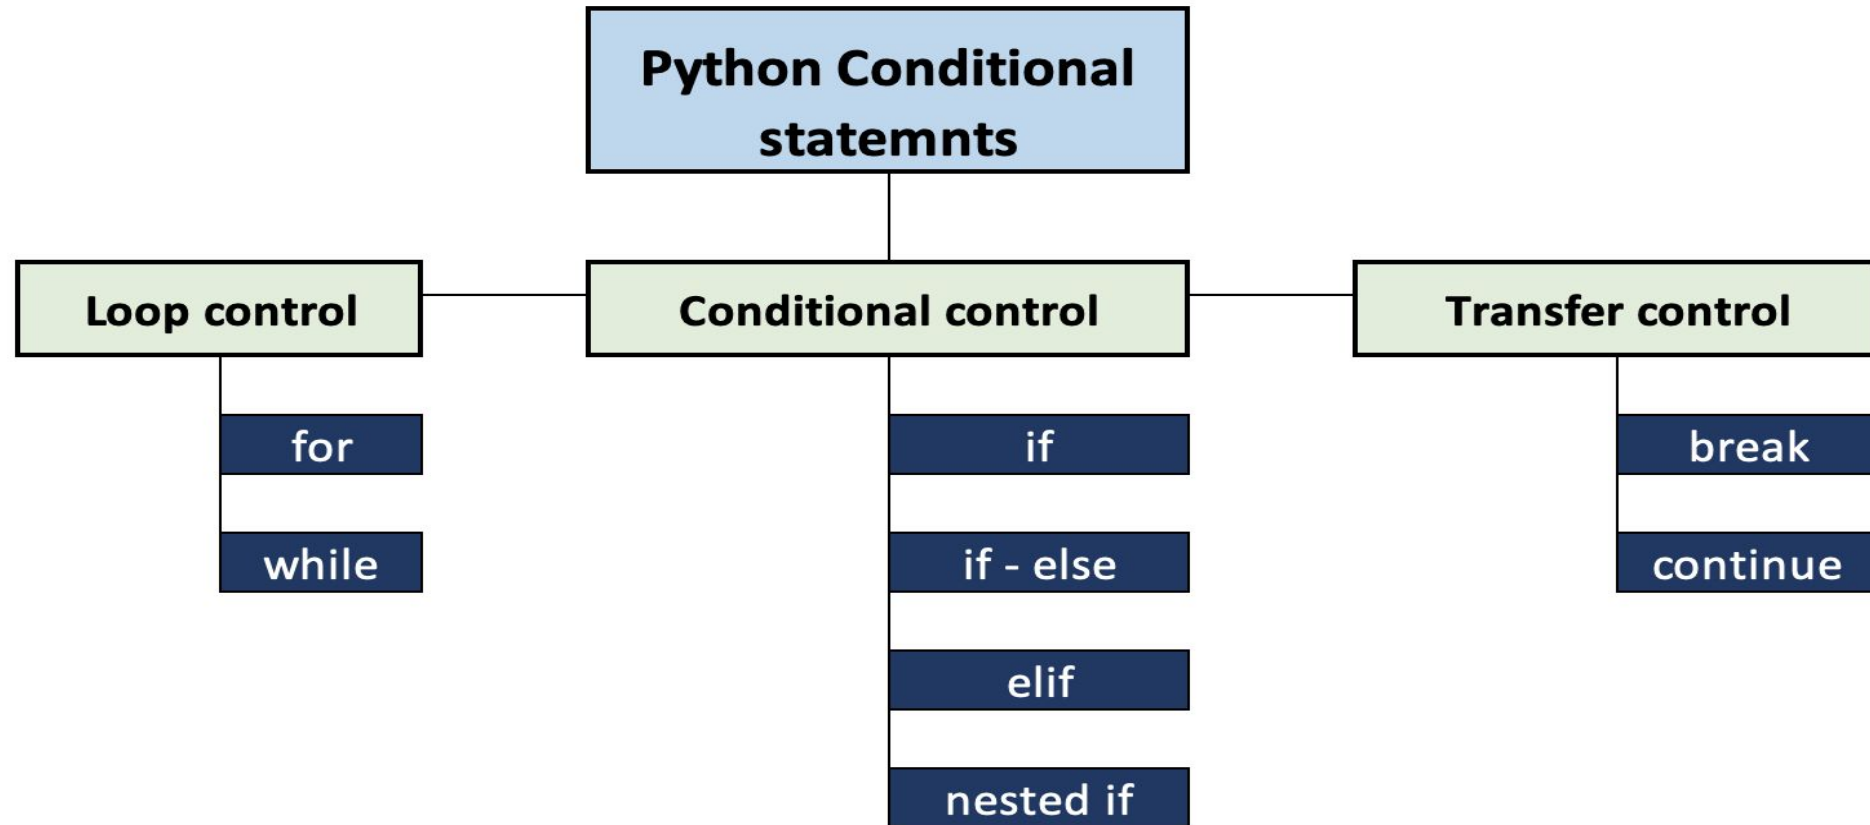 Python Conditional
statemnts
Loop control
Conditional control
Transfer control
for
if
break
while
if - else
continue
elif
nested if